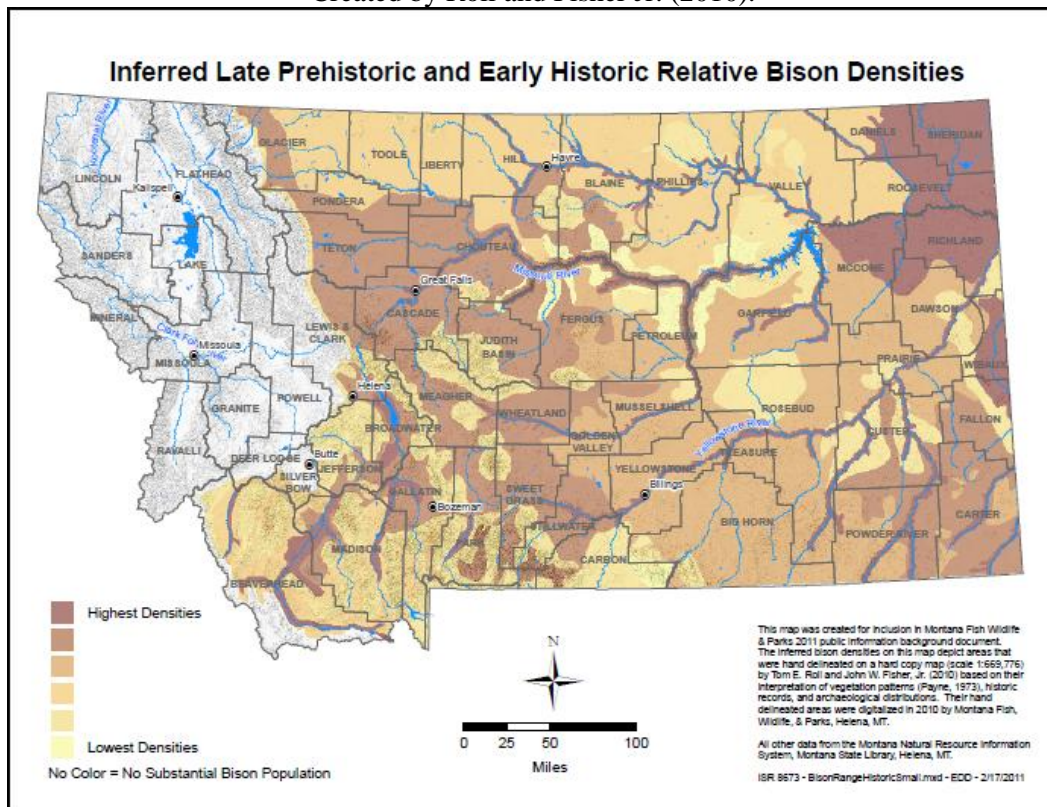 Created by Roll and Fisher Jr. (2010).
Inferred Late Prehistoric and Early Historic Relative Bison Densities
Kootenai River
LINCOLN
FLATHEAD
Kalispell
GLACIER
TOOLE
LIBERTY
HILL
Havre
BLAINE
PHILLIPS
VALLEY
DANIELS
SHERIDAN
ROOSEVELT
PONDERA
SANDERS
LAKE
TETON
CHOUTEAU
Missouri River
RICHLAND
MCCONE
Great Falls
CASCADE
MINERAL
Clark Fork River
Missoula
MISSOULA
LEWIS &
CLARK
JUDITH
BASIN
FERGUS
PETROLEUM
GARFIELD
DAWSON
PRAIRIE
WIBAUX
POWELL
GRANITE
Helena
MEAGHER
BROADWATER
WHEATLAND
GOLDEN
VALLEY
MUSSELSHELL
ROSEBUD
Yellowstone River
TREASURE
CUSTER
FALLON
RAVALLI
DEER LODGE
Butte
SILVER
BOW
JEFFERSON
GALLATIN
Bozeman
SWEET
GRASS
YELLOWSTONE
Billings
STILLWATER
PARK
CARBON
BIG HORN
POWDER RIVER
CARTER
MADISON
BEAVERHEAD
Highest Densities
Lowest Densities
No Color = No Substantial Bison Population
N
0 25 50 100
Miles
This map was created for inclusion in Montana Fish Wildlife
& Parks 2011 public information background document.
The inferred bison densities on this map depict areas that
were hand delineated on a hard copy map (scale 1:669,776)
by Tom E. Roll and John W. Fisher, Jr. (2010) based on their
interpretation of vegetation patterns (Payne, 1973), historic
records, and archaeological distributions. Their hand
delineated areas were digitalized in 2010 by Montana Fish,
Wildlife, & Parks, Helena, MT.
All other data from the Montana Natural Resource Information
System, Montana State Library, Helena, MT.
ISR 8673 - BisonRangeHistoricSmall.mxd - EDD - 2/17/2011